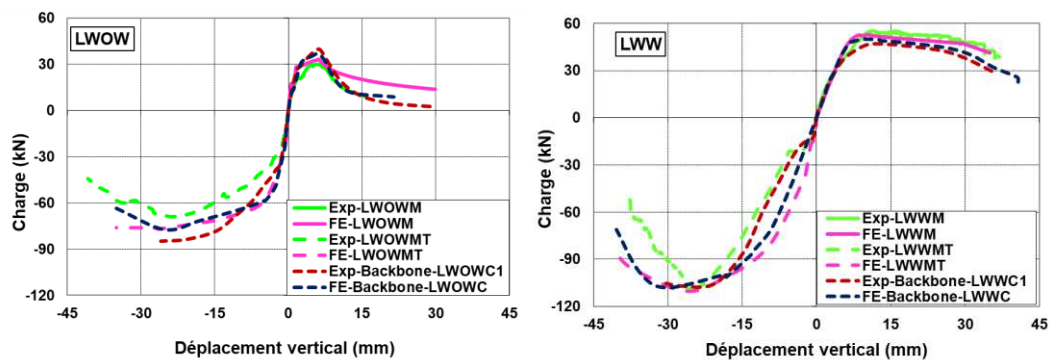 LWOW
60
30
0
-30
-60
-90
-120
-45
-30
-15
0
15
30
45
Charge (kN)
Déplacement vertical (mm)
Exp-LWOWM
FE-LWOWM
Exp-LWOWMT
FE-LWOWMT
Exp-Backbone-LWOWC1
FE-Backbone-LWOWC
LWW
60
30
0
-30
-60
-90
-120
-45
-30
-15
0
15
30
45
Charge (kN)
Déplacement vertical (mm)
Exp-LWWM
FE-LWWM
Exp-LWWMT
FE-LWWMT
Exp-Backbone-LWWC1
FE-Backbone-LWWC